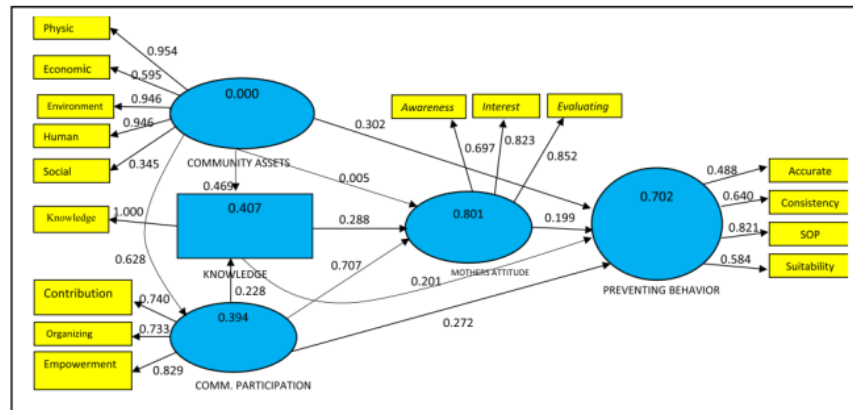 Physic
0.954
Economic
0.595
Environment
0.946
Human
0.946
Social
0.345
0.000
COMMUNITY ASSETS
0.302
Awareness
Interest
Evaluating
0.697
0.823
0.852
0.005
0.469
Knowledge
1.000
0.407
KNOWLEDGE
0.288
0.801
MOTHERS ATTITUDE
0.199
0.702
PREVENTING BEHAVIOR
0.488
Accurate
0.640
Consistency
0.821
SOP
0.584
Suitability
0.628
0.228
0.707
0.201
0.272
Contribution
0.740
Organizing
0.733
Empowerment
0.829
0.394
COMM. PARTICIPATION